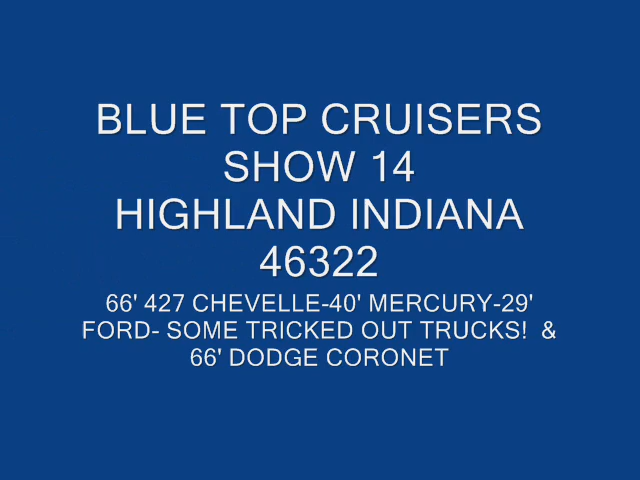 BLUE TOP CRUISERS
SHOW 14
HIGHLAND INDIANA
46322
66' 427 CHEVELLE-40' MERCURY-29'
FORD- SOME TRICKED OUT TRUCKS!  &
66' DODGE CORONET